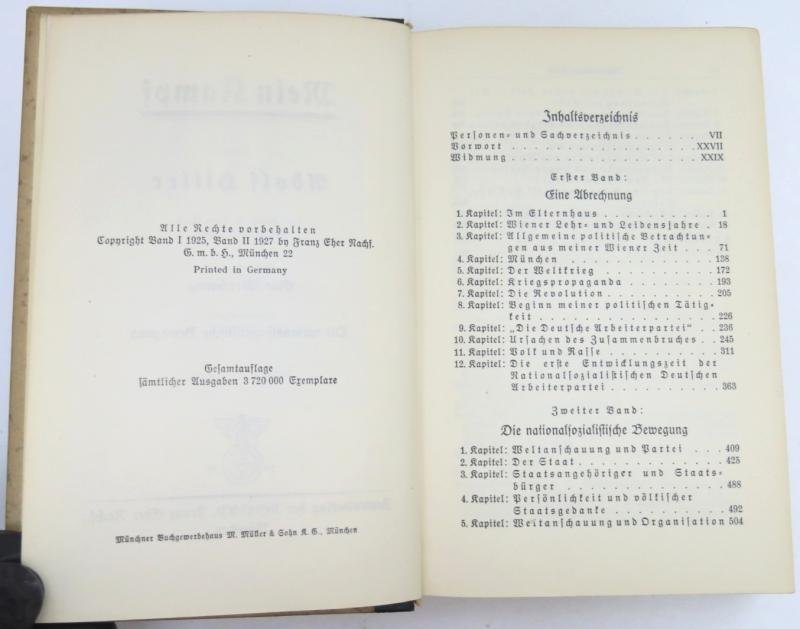 Alle Rechte vorbehalten
Copyright Band I 1925, Band II 1927 by Franz Eher Nachf.
G. m. b. H., München 22
Printed in Germany
Gesamtauflage
sämtlicher Ausgaben 3 720 000 Exemplare
Münchner Buchgewerbehaus M. Müller & Sohn K. G., München
Inhaltsverzeichnis
Personen- und Sachverzeichnis . . . . . . VII
Vorwort . . . . . . . . . . . . . . . . XXVII
Widmung . . . . . . . . . . . . . . . . XXIX
Erster Band:
Eine Abrechnung
1. Kapitel: Im Elternhaus . . . . . . . . . . 1
2. Kapitel: Wiener Lehr- und Leidensjahre . 18
3. Kapitel: Allgemeine politische Betrachtun-
gen aus meiner Wiener Zeit . . 71
4. Kapitel: München . . . . . . . . . . . . 138
5. Kapitel: Der Weltkrieg . . . . . . . . . 172
6. Kapitel: Kriegspropaganda . . . . . . . 193
7. Kapitel: Die Revolution . . . . . . . . . 205
8. Kapitel: Beginn meiner politischen Tätig-
keit . . . . . . . . . . . . . . 226
9. Kapitel: „Die Deutsche Arbeiterpartei“ . 236
10. Kapitel: Ursachen des Zusammenbruches . 245
11. Kapitel: Volk und Rasse . . . . . . . . . 311
12. Kapitel: Die erste Entwicklungszeit der
Nationalsozialistischen Deutschen
Arbeiterpartei . . . . . . . . . 363
Zweiter Band:
Die nationalsozialistische Bewegung
1. Kapitel: Weltanschauung und Partei . . . 409
2. Kapitel: Der Staat . . . . . . . . . . . . 425
3. Kapitel: Staatsangehöriger und Staats-
bürger . . . . . . . . . . . . . 488
4. Kapitel: Persönlichkeit und völkischer
Staatsgedanke . . . . . . . . . 492
5. Kapitel: Weltanschauung und Organisation 504